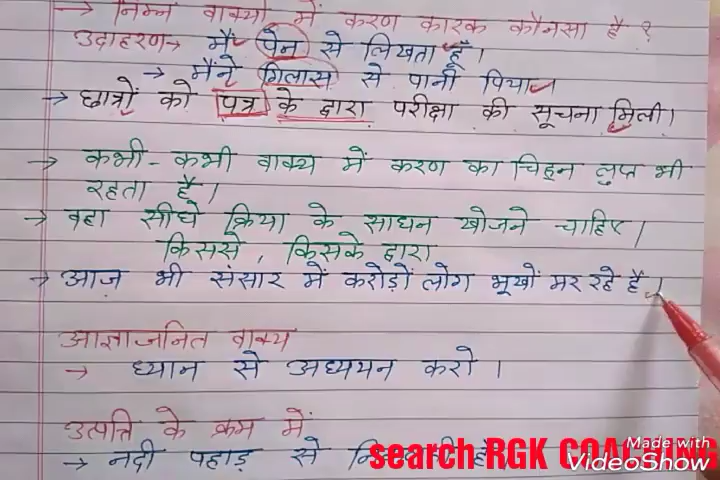 → निम्न वाक्यों में करण कारक कौनसा है ?
उदाहरण→ मैं पेन से लिखता हूँ।
→ मैंने गिलास से पानी पिया।
→ छात्रों को पत्र के द्वारा परीक्षा की सूचना मिली।
→ कभी - कभी वाक्य में करण का चिह्न लुप्त भी
रहता है।
→ वहा सीधे क्रिया के साधन खोजने चाहिए।
किससे , किसके द्वारा
→ आज भी संसार में करोड़ों लोग भूखों मर रहे हैं।
आज्ञाजनित वाक्य
→ ध्यान से अध्ययन करो ।
उत्पत्ति के क्रम में
→ नदी पहाड़ से है
search RGK COACHING
Made with
VideoShow